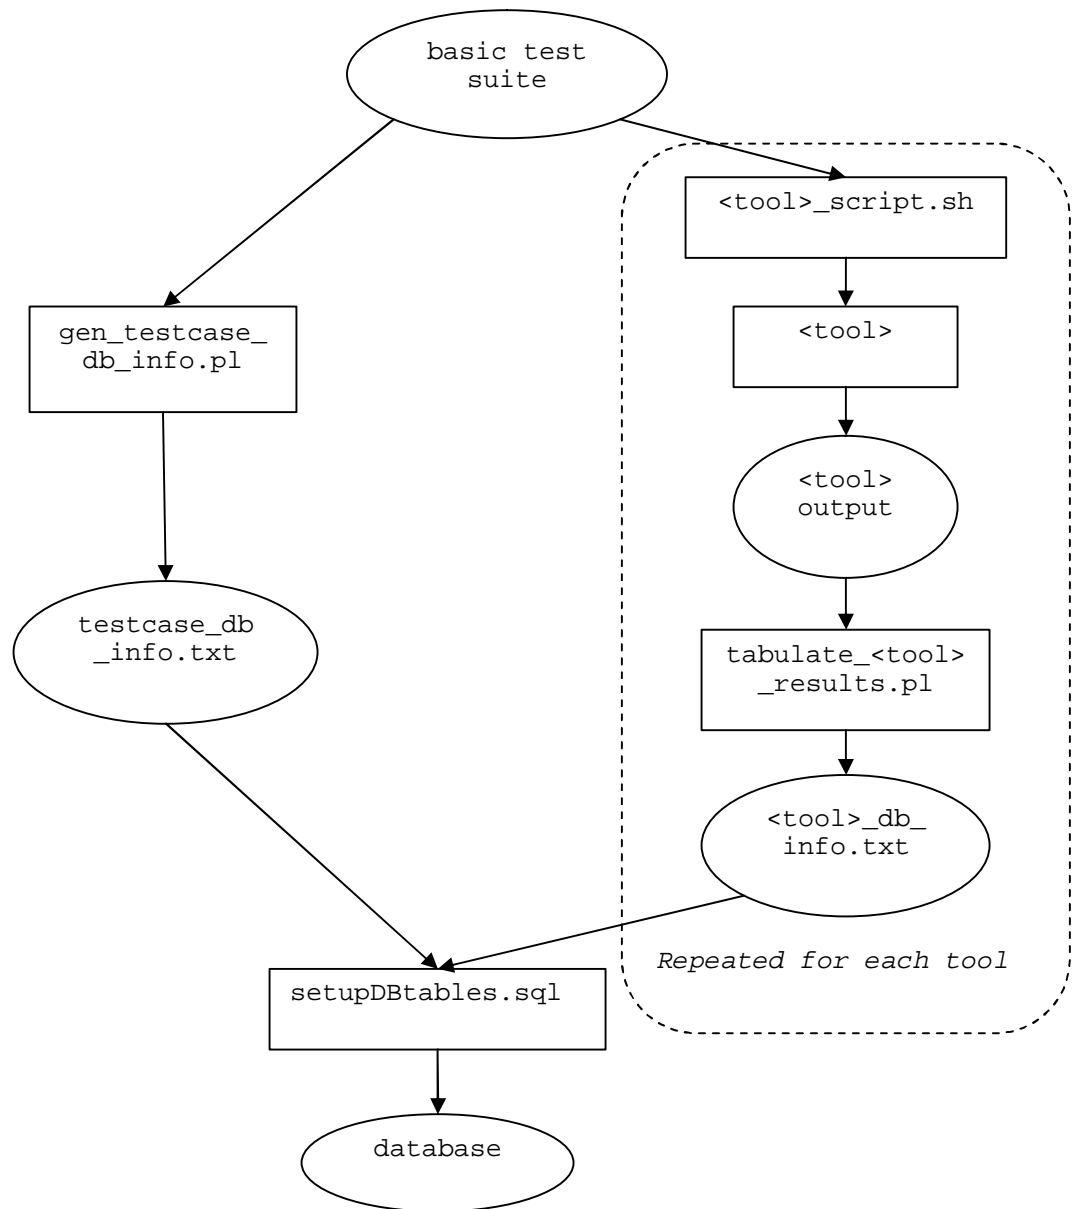 basic test
suite
<tool>_script.sh
<tool>
gen_testcase_
db_info.pl
<tool>
output
testcase_db
_info.txt
tabulate_<tool>
_results.pl
<tool>_db_
info.txt
Repeated for each tool
setupDBtables.sql
database